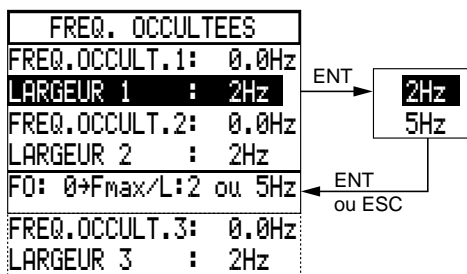 FREQ. OCCULTEES
FREQ.OCCULT.1: 0.0Hz
LARGEUR 1 : 2Hz
FREQ.OCCULT.2: 0.0Hz
LARGEUR 2 : 2Hz
FO: 0→Fmax/L:2 ou 5Hz
FREQ.OCCULT.3: 0.0Hz
LARGEUR 3 : 2Hz
ENT
2Hz
5Hz
ENT
ou ESC